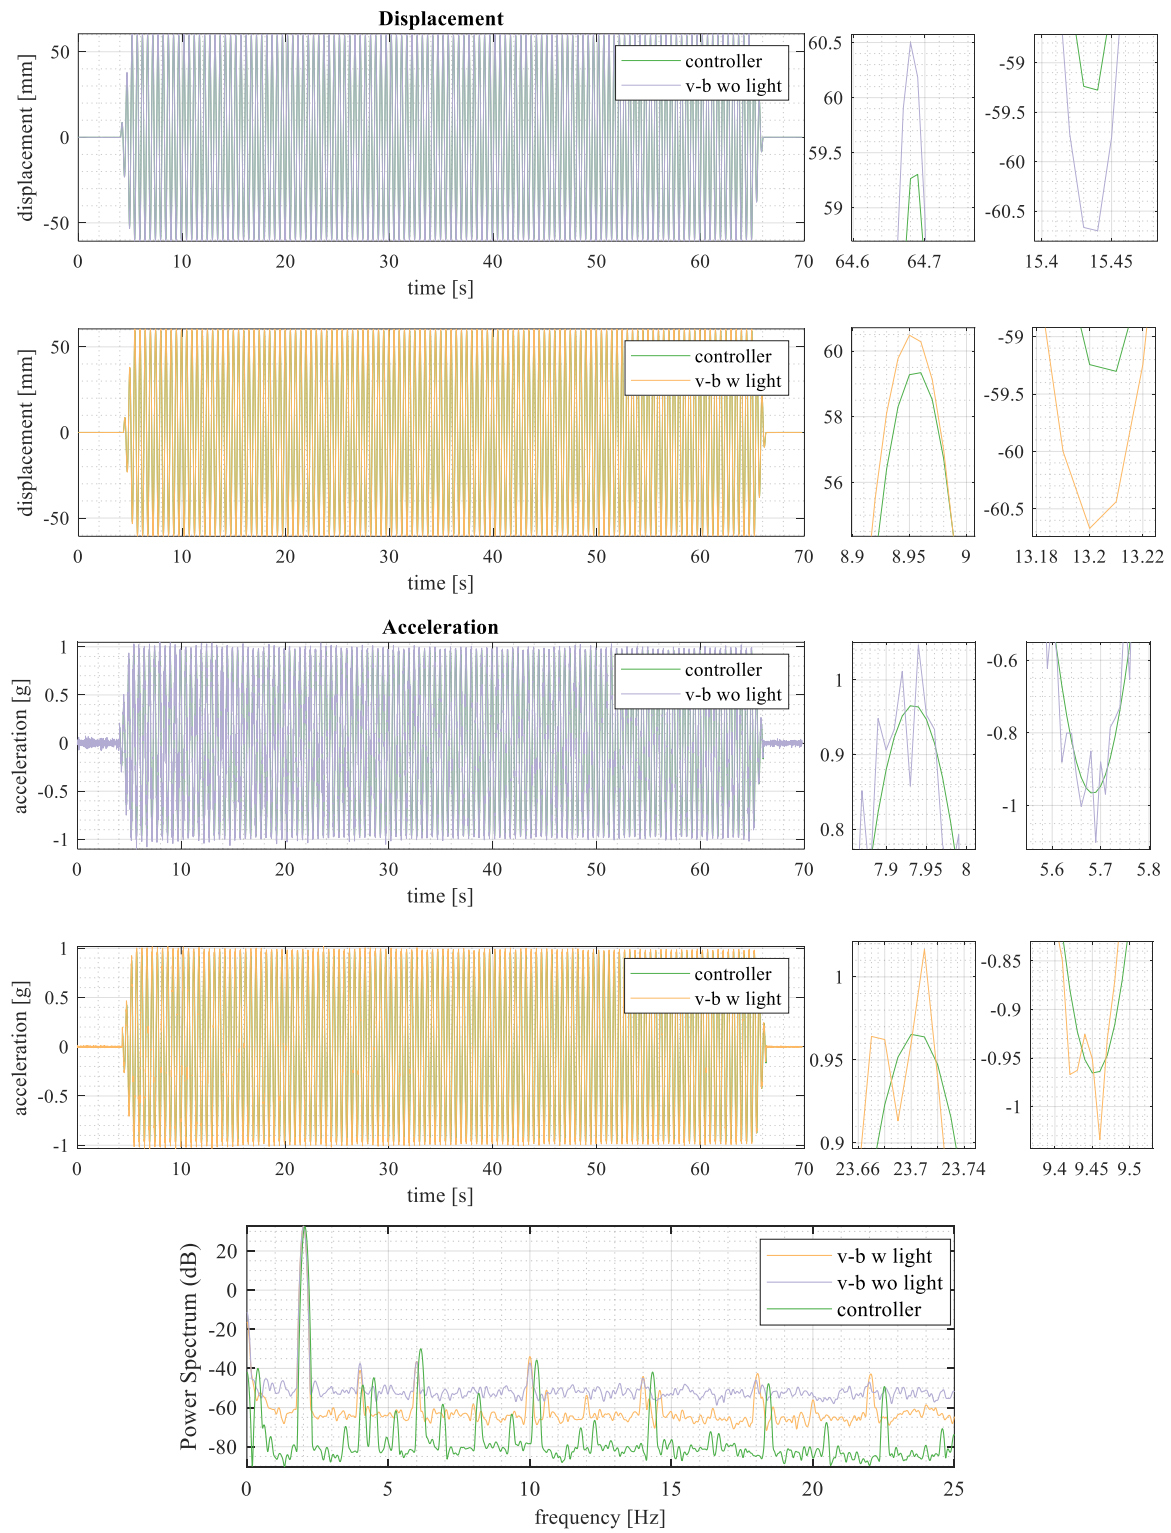 Displacement
displacement [mm]
50
0
-50
0 10 20 30 40 50 60 70
time [s]
controller
v-b wo light
60.5
60
59.5
59
64.6 64.7
-59
-59.5
-60
-60.5
15.4 15.45
displacement [mm]
50
0
-50
0 10 20 30 40 50 60 70
time [s]
controller
v-b w light
60
58
56
8.9 8.95 9
-59
-59.5
-60
-60.5
13.18 13.2 13.22
Acceleration
acceleration [g]
1
0.5
0
-0.5
-1
0 10 20 30 40 50 60 70
time [s]
controller
v-b wo light
1
0.9
0.8
7.9 7.95 8
-0.6
-0.8
-1
5.6 5.7 5.8
acceleration [g]
1
0.5
0
-0.5
-1
0 10 20 30 40 50 60 70
time [s]
controller
v-b w light
1
0.95
0.9
23.66 23.7 23.74
-0.85
-0.9
-0.95
-1
9.4 9.45 9.5
Power Spectrum (dB)
20
0
-20
-40
-60
-80
0 5 10 15 20 25
frequency [Hz]
v-b w light
v-b wo light
controller